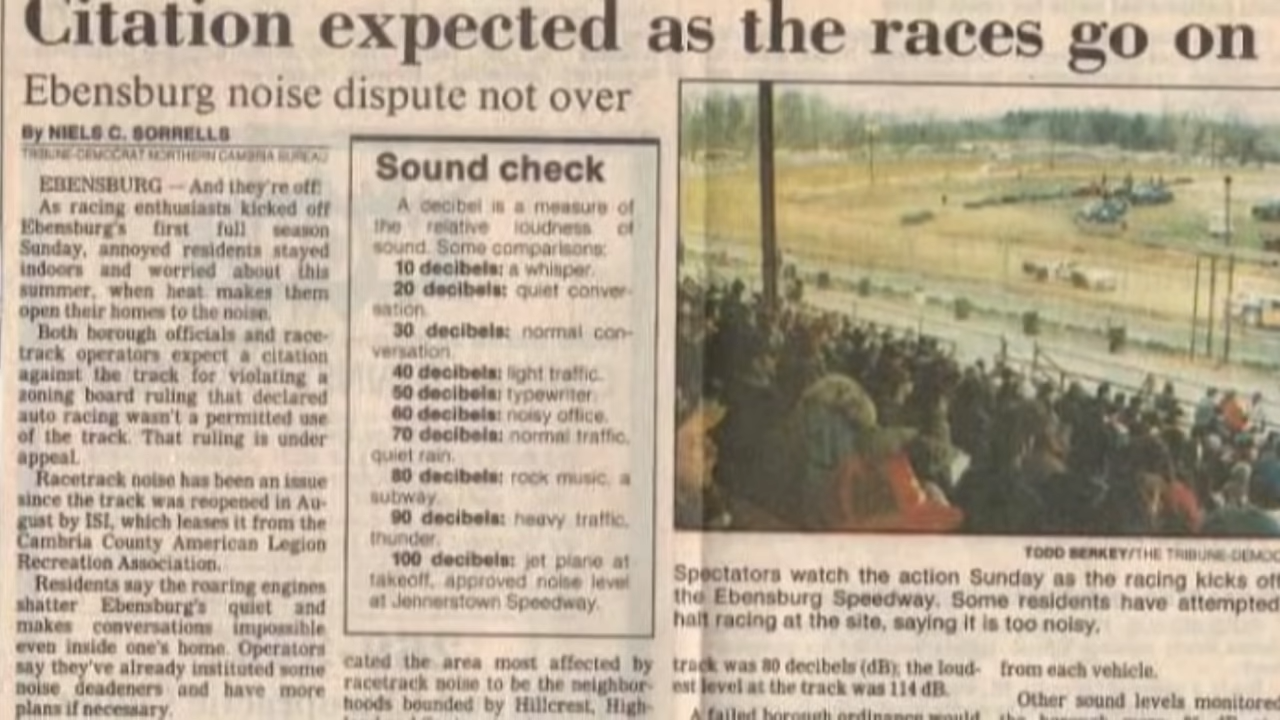 Citation expected as the races go on
Ebensburg noise dispute not over
By NIELS C. SORRELLS
TRIBUNE-DEMOCRAT NORTHERN CAMBRIA BUREAU
EBENSBURG — And they're off!
As racing enthusiasts kicked off
Ebensburg's first full season
Sunday, annoyed residents stayed
indoors and worried about this
summer, when heat makes them
open their homes to the noise.
Both borough officials and race-
track operators expect a citation
against the track for violating a
zoning board ruling that declared
auto racing wasn't a permitted use
of the track. That ruling is under
appeal.
Racetrack noise has been an issue
since the track was reopened in Au-
gust by ISI, which leases it from the
Cambria County American Legion
Recreation Association.
Residents say the roaring engines
shatter Ebensburg's quiet and
makes conversations impossible
even inside one's home. Operators
say they've already instituted some
noise deadeners and have more
plans if necessary.
Sound check
A decibel is a measure of
the relative loudness of
sound. Some comparisons:
10 decibels: a whisper.
20 decibels: quiet conver-
sation.
30 decibels: normal con-
versation.
40 decibels: light traffic.
50 decibels: typewriter.
60 decibels: noisy office.
70 decibels: normal traffic,
quiet rain.
80 decibels: rock music, a
subway.
90 decibels: heavy traffic,
thunder.
100 decibels: jet plane at
takeoff, approved noise level
at Jennerstown Speedway.
cated the area most affected by
racetrack noise to be the neighbor-
hoods bounded by Hillcrest, High-
TODD BERKEY/THE TRIBUNE-DEMOC
Spectators watch the action Sunday as the racing kicks off
the Ebensburg Speedway. Some residents have attempted
halt racing at the site, saying it is too noisy.
track was 80 decibels (dB); the loud-
est level at the track was 114 dB.
A failed borough ordinance would
from each vehicle.
Other sound levels monitored